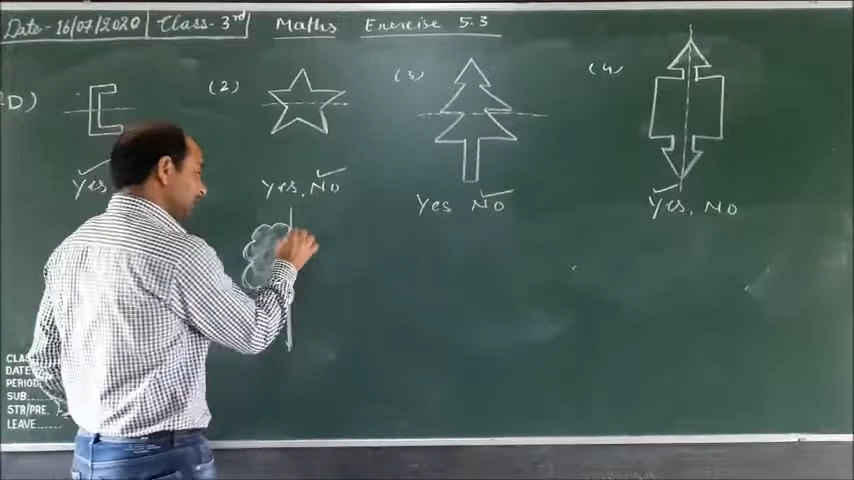 Date-16/07/2020 Class-3rd Maths Exercise 5.3
D) (2) (3) (4)
Yes Yes, No Yes No Yes, No
CLASS
DATE
PERIOD
SUB.
STR/PRE.
LEAVE